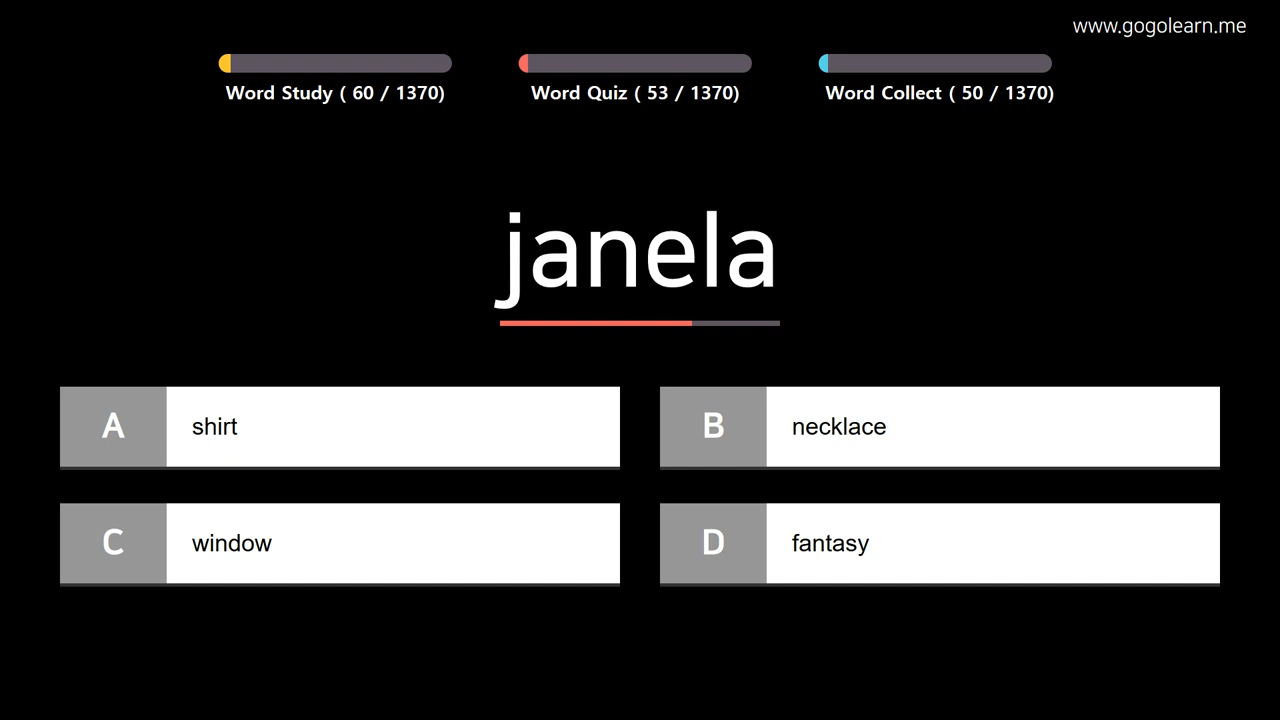 www.gogolearn.me
Word Study ( 60 / 1370)
Word Quiz ( 53 / 1370)
Word Collect ( 50 / 1370)
janela
A
shirt
B
necklace
C
window
D
fantasy